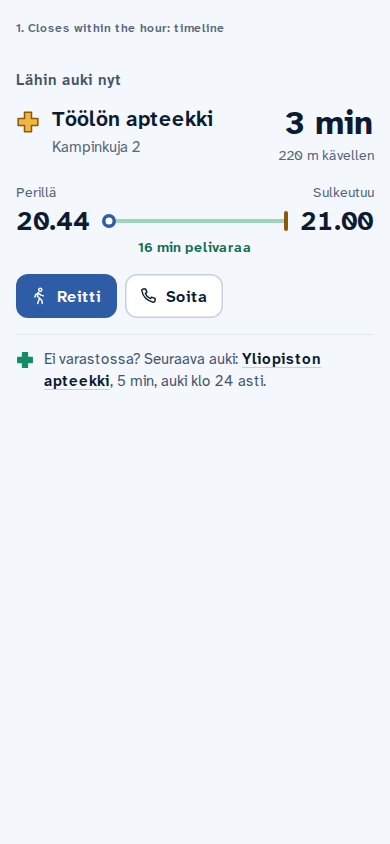 1. Closes within the hour: timeline
Lähin auki nyt
Töölön apteekki
3 min
Kampinkuja 2
220 m kävellen
Perillä
Sulkeutuu
20.44
21.00
16 min pelivaraa
Reitti
Soita
Ei varastossa? Seuraava auki: Yliopiston
apteekki, 5 min, auki klo 24 asti.